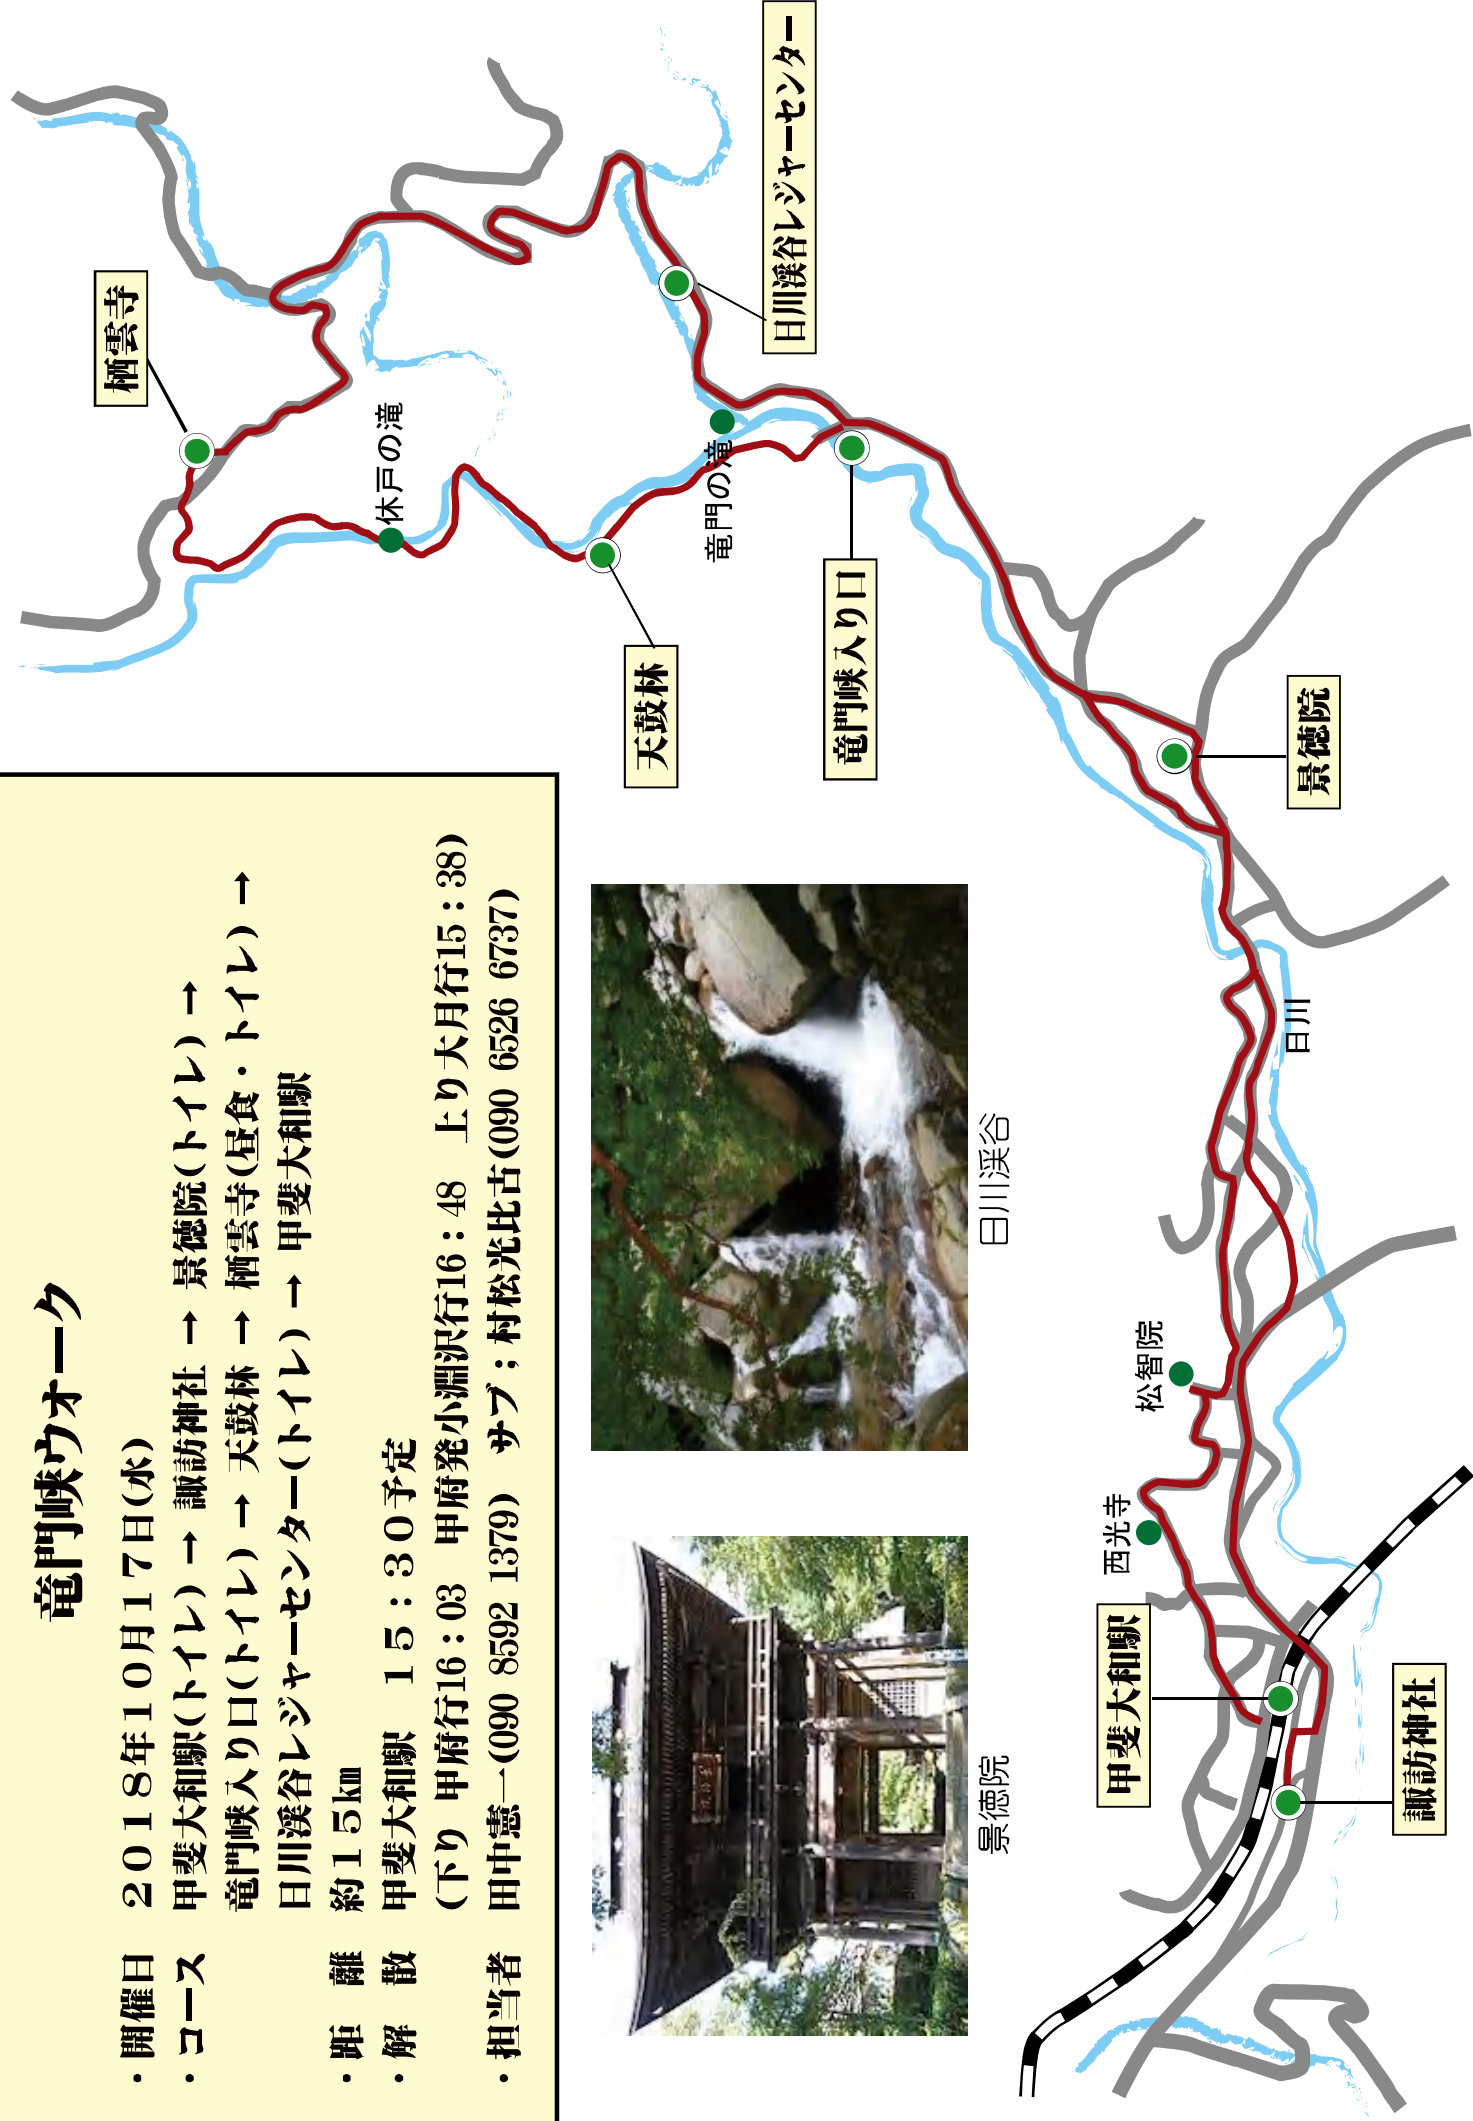 竜門峡ウォーク
・開催日　２０１８年１０月１７日(水)
・コース　甲斐大和駅(トイレ) → 諏訪神社 → 景徳院(トイレ) →
竜門峡入り口(トイレ) → 天鼓林 → 栖雲寺(昼食・トイレ) →
日川渓谷レジャーセンター(トイレ) → 甲斐大和駅
・距　離　約１５km
・解　散　甲斐大和駅　１５：３０予定
(下り 甲府行16：03　甲府発小淵沢行16：48　上り大月行15：38)
・担当者　田中憲一(090 8592 1379)　サブ；村松光比古(090 6526 6737)
栖雲寺
休戸の滝
天鼓林
竜門の滝
日川渓谷レジャーセンター
竜門峡入り口
景徳院
日川
松智院
西光寺
甲斐大和駅
諏訪神社
日川渓谷
景徳院